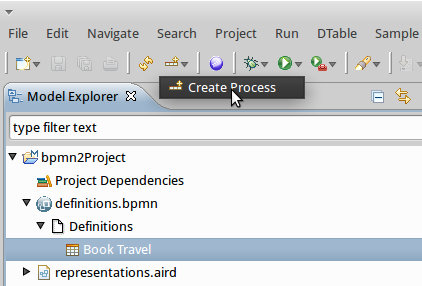 File Edit Navigate Search Project Run DTable Sample
Create Process
Model Explorer
type filter text
bpmn2Project
Project Dependencies
definitions.bpmn
Definitions
Book Travel
representations.aird